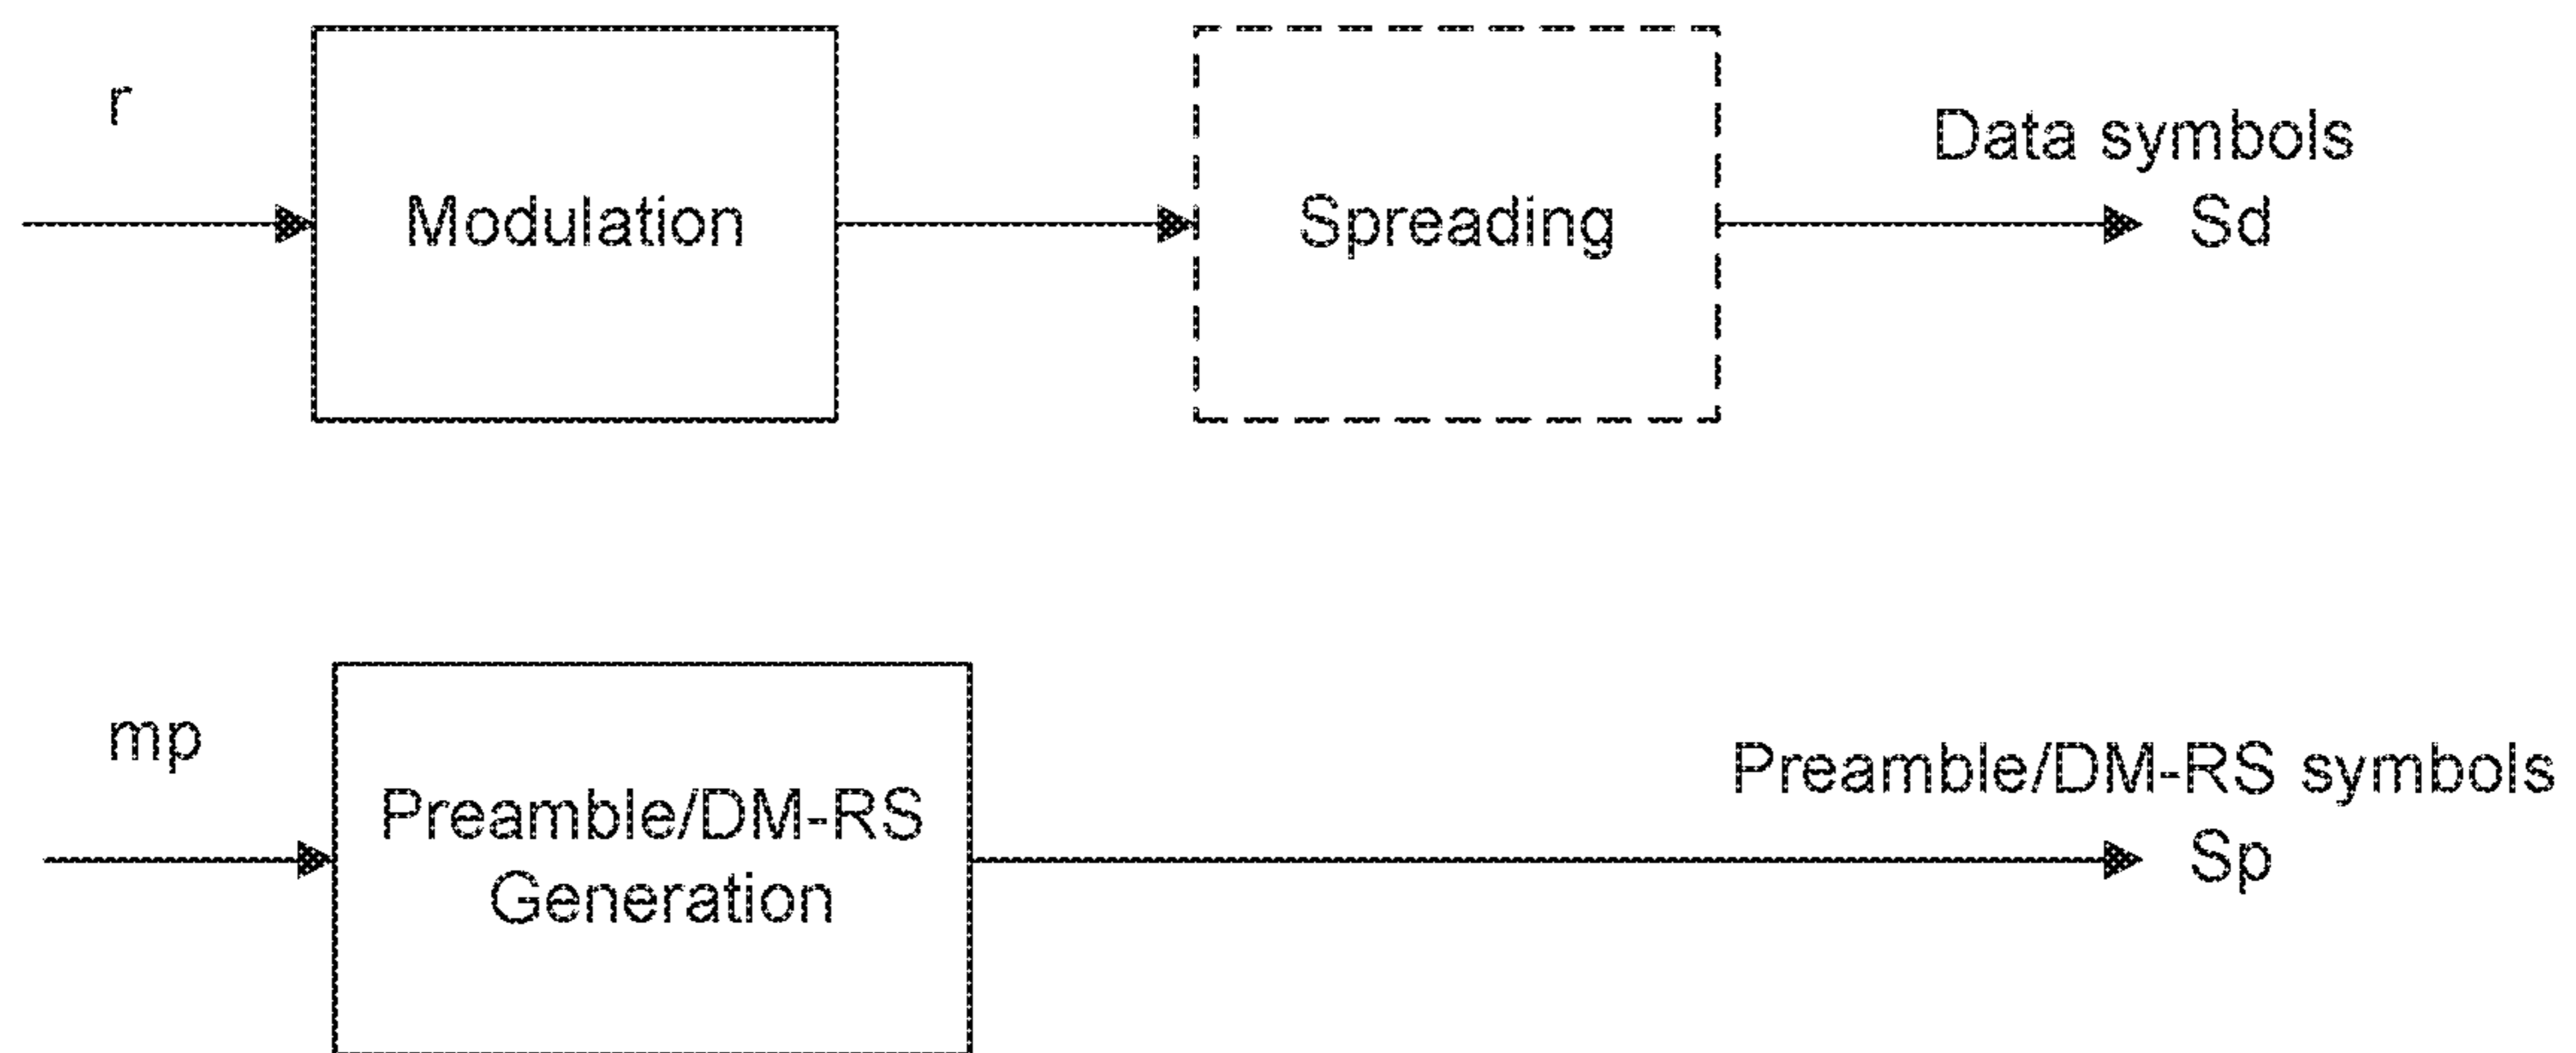 r
Modulation
Spreading
Data symbols
Sd
mp
Preamble/DM-RS
Generation
Preamble/DM-RS symbols
Sp